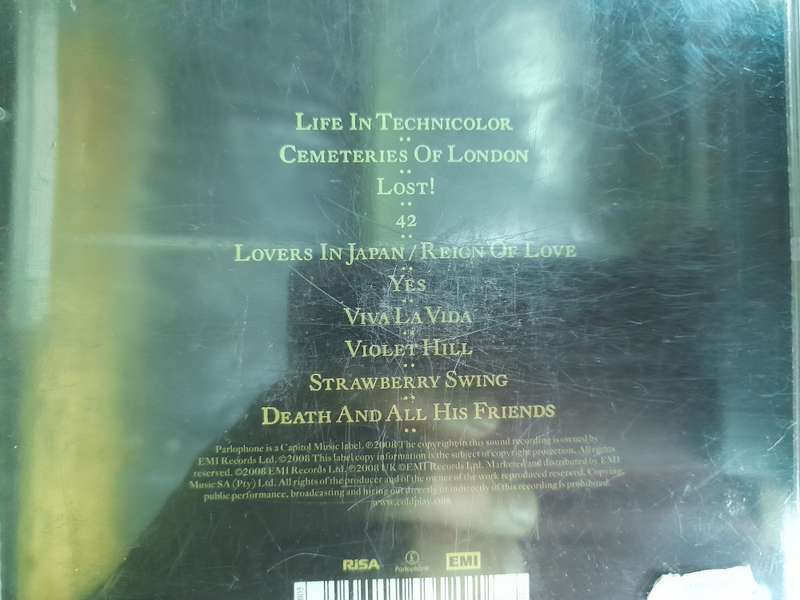 Life In Technicolor
Cemeteries Of London
Lost!
42
Lovers In Japan / Reign Of Love
Yes
Viva La Vida
Violet Hill
Strawberry Swing
Death And All His Friends
Parlophone is a Capitol Music label. ℗2008 The copyright in this sound recording is owned by
EMI Records Ltd. ©2008 This label copy information is the subject of copyright protection. All rights
reserved. ©2008 EMI Records Ltd. ℗2008 UK ©EMI Records Ltd. Marketed and distributed by EMI
Music SA (Pty) Ltd. All rights of the producer and of the owner of the work reproduced reserved. Copying,
public performance, broadcasting and hiring out directly or indirectly of this recording is prohibited.
www.coldplay.com
RiSA Parlophone EMI